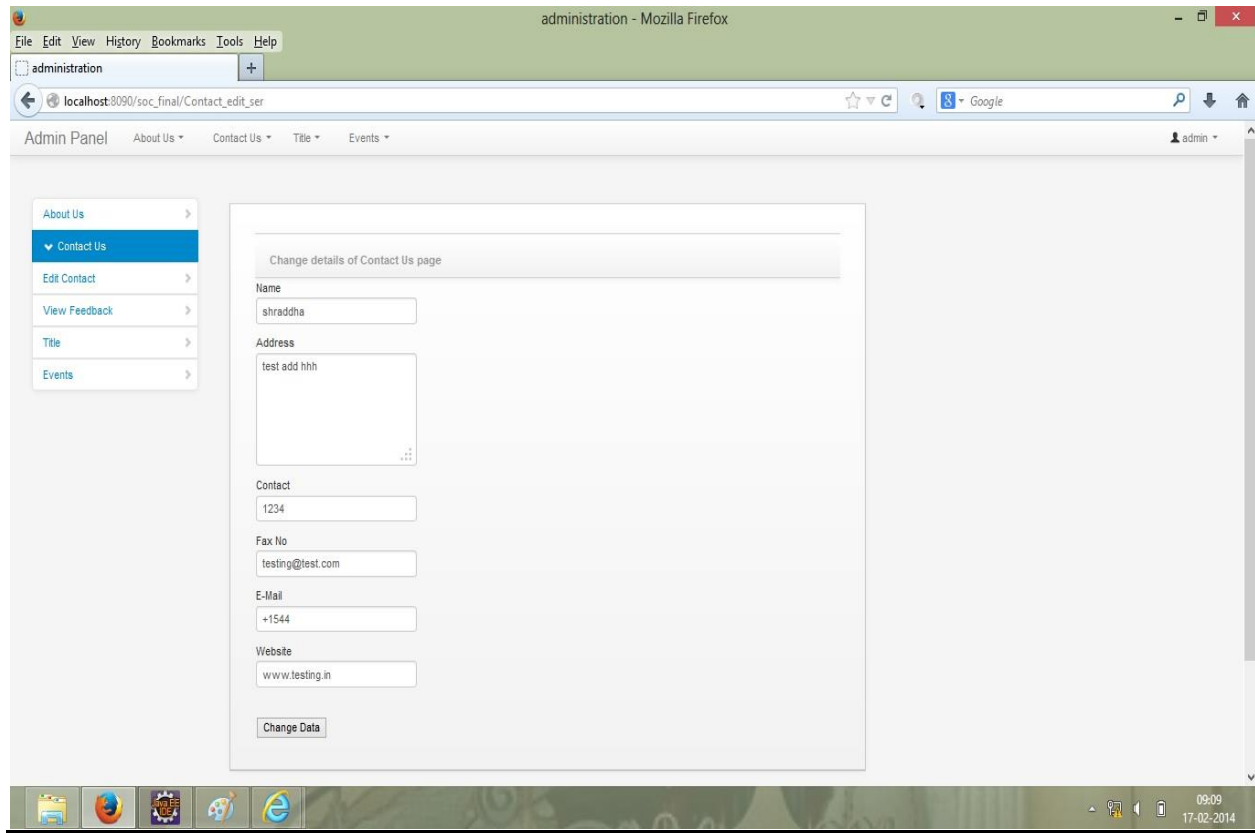 administration - Mozilla Firefox
File Edit View History Bookmarks Tools Help
administration
localhost:8090/soc_final/Contact_edit_ser
Google
Admin Panel About Us Contact Us Title Events admin
About Us
Contact Us
Edit Contact
View Feedback
Title
Events
Change details of Contact Us page
Name
shraddha
Address
test add hhh
Contact
1234
Fax No
testing@test.com
E-Mail
+1544
Website
www.testing.in
Change Data
Java EE
IDE
09:09
17-02-2014